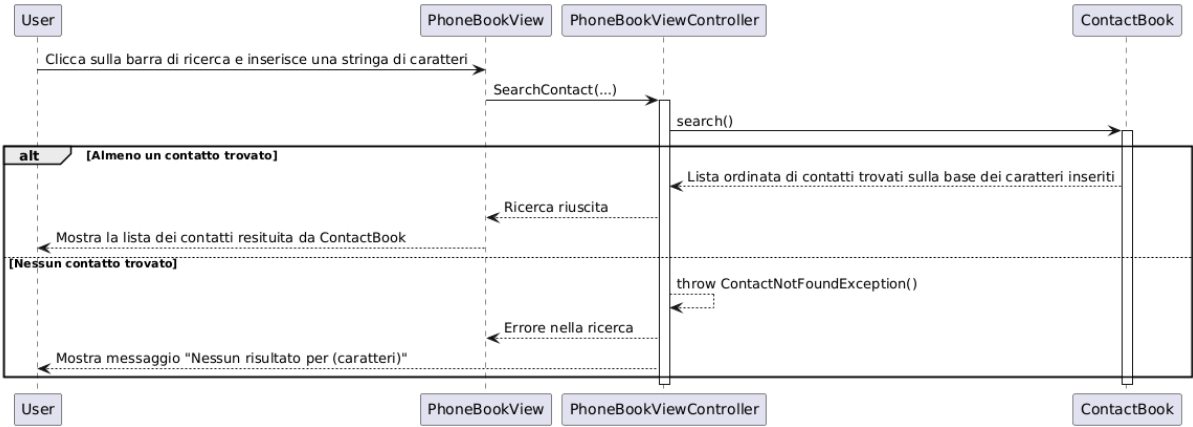 User
PhoneBookView
PhoneBookViewController
ContactBook
Clicca sulla barra di ricerca e inserisce una stringa di caratteri
SearchContact(...)
search()
alt
[Almeno un contatto trovato]
Lista ordinata di contatti trovati sulla base dei caratteri inseriti
Ricerca riuscita
Mostra la lista dei contatti resituita da ContactBook
[Nessun contatto trovato]
throw ContactNotFoundException()
Errore nella ricerca
Mostra messaggio "Nessun risultato per (caratteri)"
User
PhoneBookView
PhoneBookViewController
ContactBook